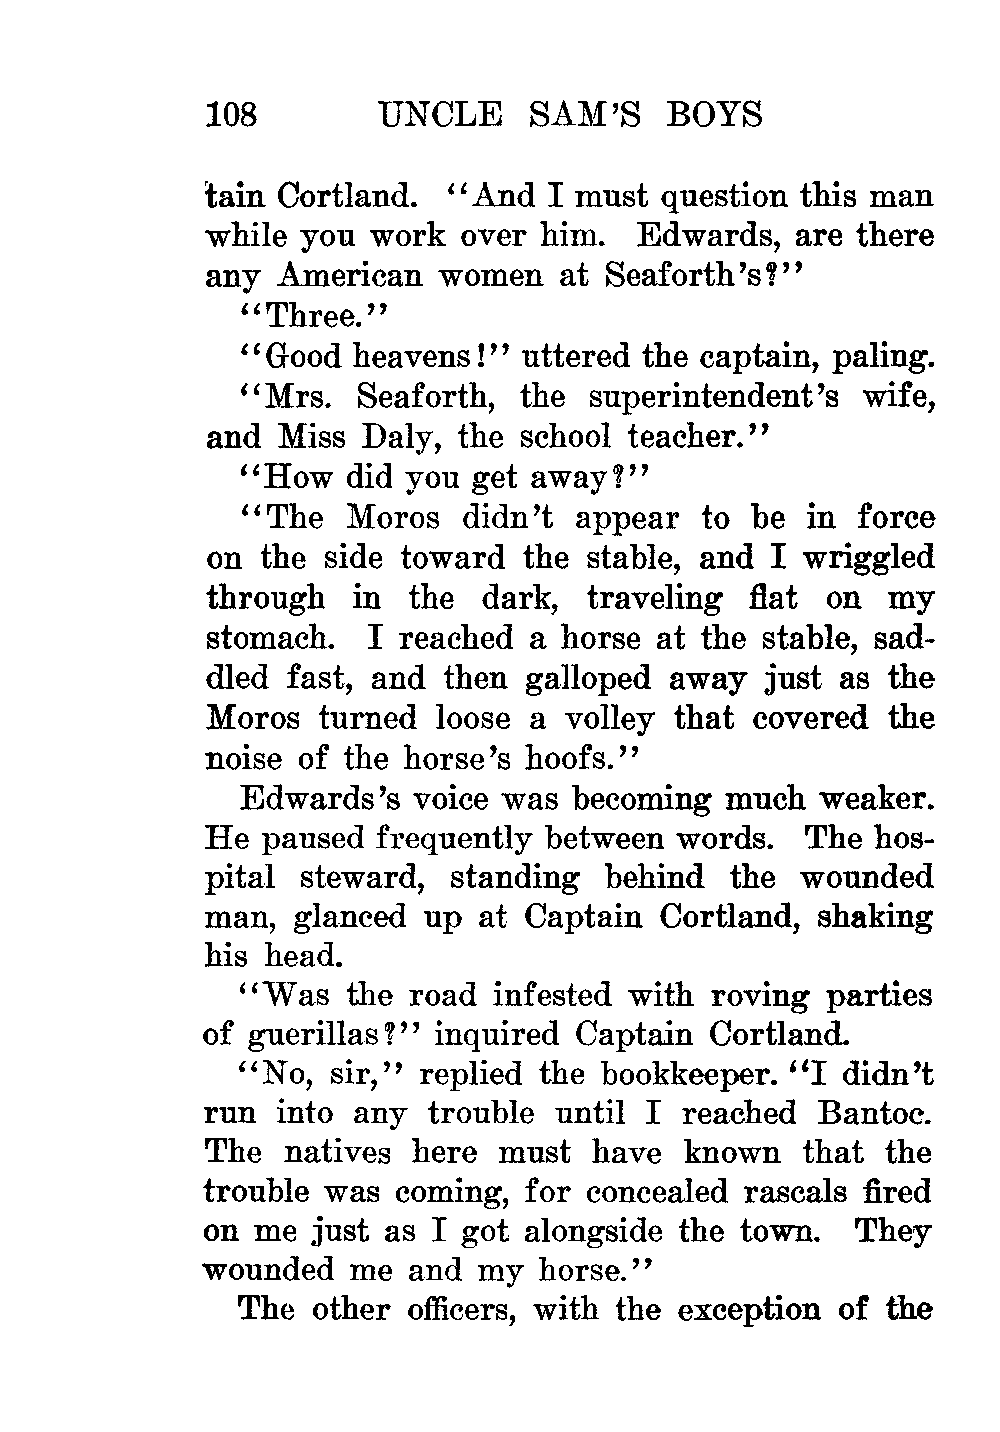 108 UNCLE SAM'S BOYS
tain Cortland. "And I must question this man
while you work over him. Edwards, are there
any American women at Seaforth's?"
"Three."
"Good heavens!" uttered the captain, paling.
"Mrs. Seaforth, the superintendent's wife,
and Miss Daly, the school teacher."
"How did you get away?"
"The Moros didn't appear to be in force
on the side toward the stable, and I wriggled
through in the dark, traveling flat on my
stomach. I reached a horse at the stable, sad-
dled fast, and then galloped away just as the
Moros turned loose a volley that covered the
noise of the horse's hoofs."
Edwards's voice was becoming much weaker.
He paused frequently between words. The hos-
pital steward, standing behind the wounded
man, glanced up at Captain Cortland, shaking
his head.
"Was the road infested with roving parties
of guerillas?" inquired Captain Cortland.
"No, sir," replied the bookkeeper. "I didn't
run into any trouble until I reached Bantoc.
The natives here must have known that the
trouble was coming, for concealed rascals fired
on me just as I got alongside the town. They
wounded me and my horse."
The other officers, with the exception of the